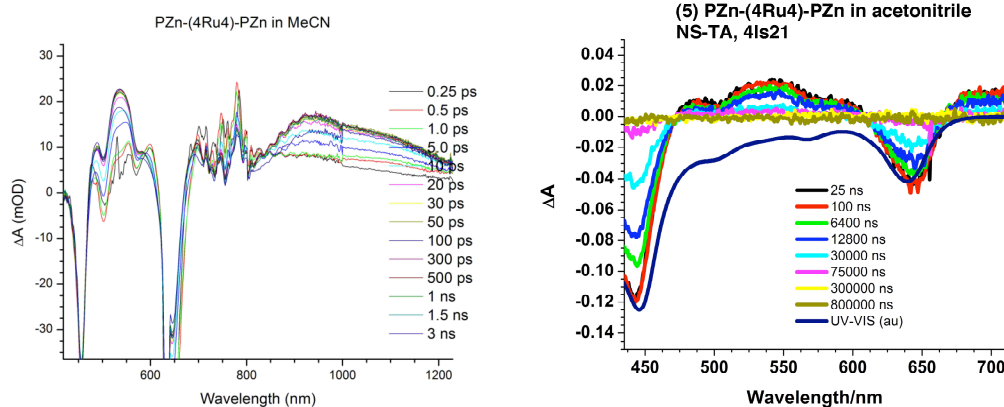 PZn-(4Ru4)-PZn in MeCN
30
20
10
0
-10
-20
-30
ΔA (mOD)
600
800
1000
1200
Wavelength (nm)
0.25 ps
0.5 ps
1.0 ps
5.0 ps
10 ps
20 ps
30 ps
50 ps
100 ps
300 ps
500 ps
1 ns
1.5 ns
3 ns
(5) PZn-(4Ru4)-PZn in acetonitrile
NS-TA, 4ls21
0.04
0.02
0.00
-0.02
-0.04
-0.06
-0.08
-0.10
-0.12
-0.14
ΔA
450
500
550
600
650
700
Wavelength/nm
25 ns
100 ns
6400 ns
12800 ns
30000 ns
75000 ns
300000 ns
800000 ns
UV-VIS (au)